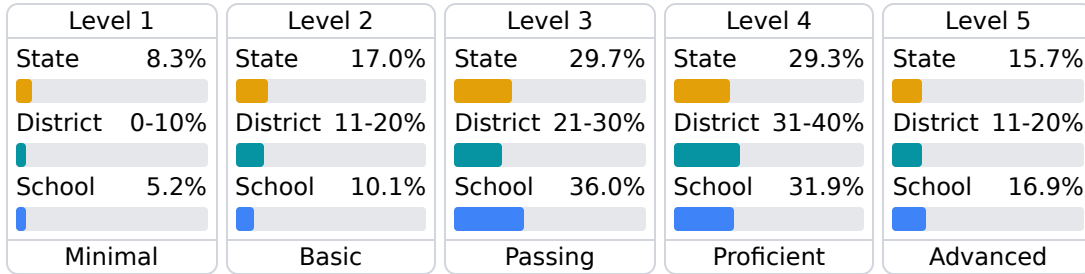 Level 1
State 8.3%
District 0-10%
School 5.2%
Minimal
Level 2
State 17.0%
District 11-20%
School 10.1%
Basic
Level 3
State 29.7%
District 21-30%
School 36.0%
Passing
Level 4
State 29.3%
District 31-40%
School 31.9%
Proficient
Level 5
State 15.7%
District 11-20%
School 16.9%
Advanced